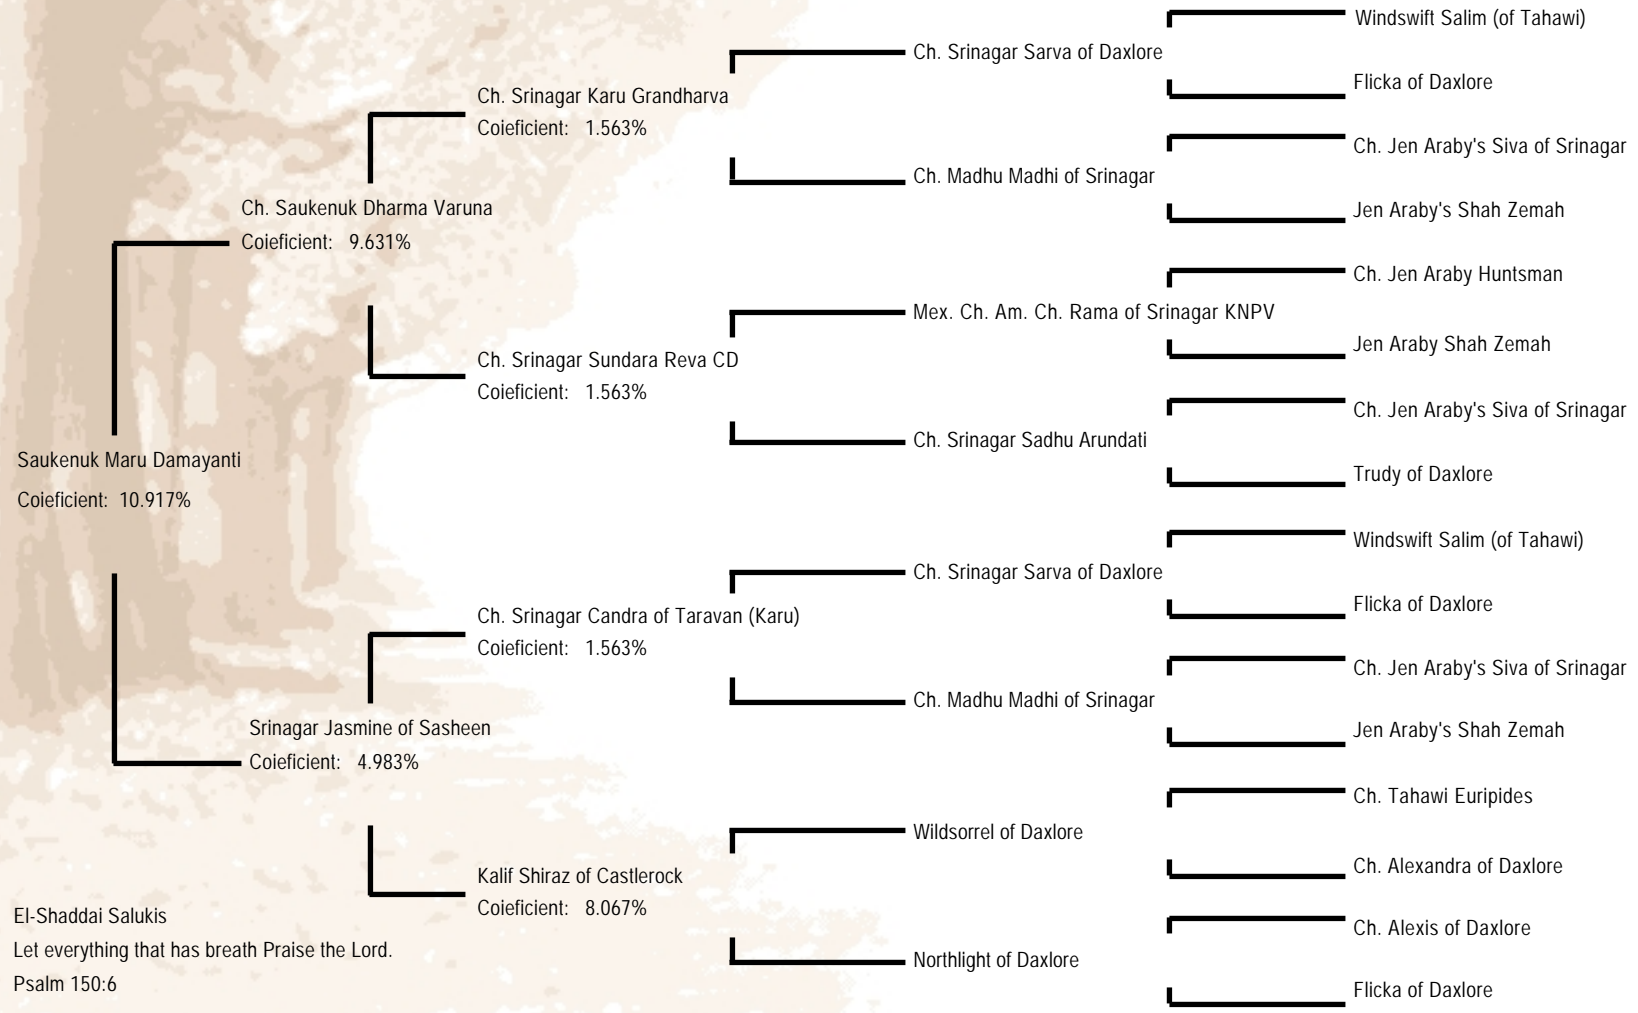 Saukenuk Maru Damayanti
Coieficient: 10.917%
Ch. Saukenuk Dharma Varuna
Coieficient: 9.631%
Srinagar Jasmine of Sasheen
Coieficient: 4.983%
Ch. Srinagar Karu Grandharva
Coieficient: 1.563%
Ch. Srinagar Sundara Reva CD
Coieficient: 1.563%
Ch. Srinagar Candra of Taravan (Karu)
Coieficient: 1.563%
Kalif Shiraz of Castlerock
Coieficient: 8.067%
Ch. Srinagar Sarva of Daxlore
Ch. Madhu Madhi of Srinagar
Mex. Ch. Am. Ch. Rama of Srinagar KNPV
Ch. Srinagar Sadhu Arundati
Ch. Srinagar Sarva of Daxlore
Ch. Madhu Madhi of Srinagar
Wildsorrel of Daxlore
Northlight of Daxlore
Windswift Salim (of Tahawi)
Flicka of Daxlore
Ch. Jen Araby's Siva of Srinagar
Jen Araby's Shah Zemah
Ch. Jen Araby Huntsman
Jen Araby Shah Zemah
Ch. Jen Araby's Siva of Srinagar
Trudy of Daxlore
Windswift Salim (of Tahawi)
Flicka of Daxlore
Ch. Jen Araby's Siva of Srinagar
Jen Araby's Shah Zemah
Ch. Tahawi Euripides
Ch. Alexandra of Daxlore
Ch. Alexis of Daxlore
Flicka of Daxlore
El-Shaddai Salukis
Let everything that has breath Praise the Lord.
Psalm 150:6